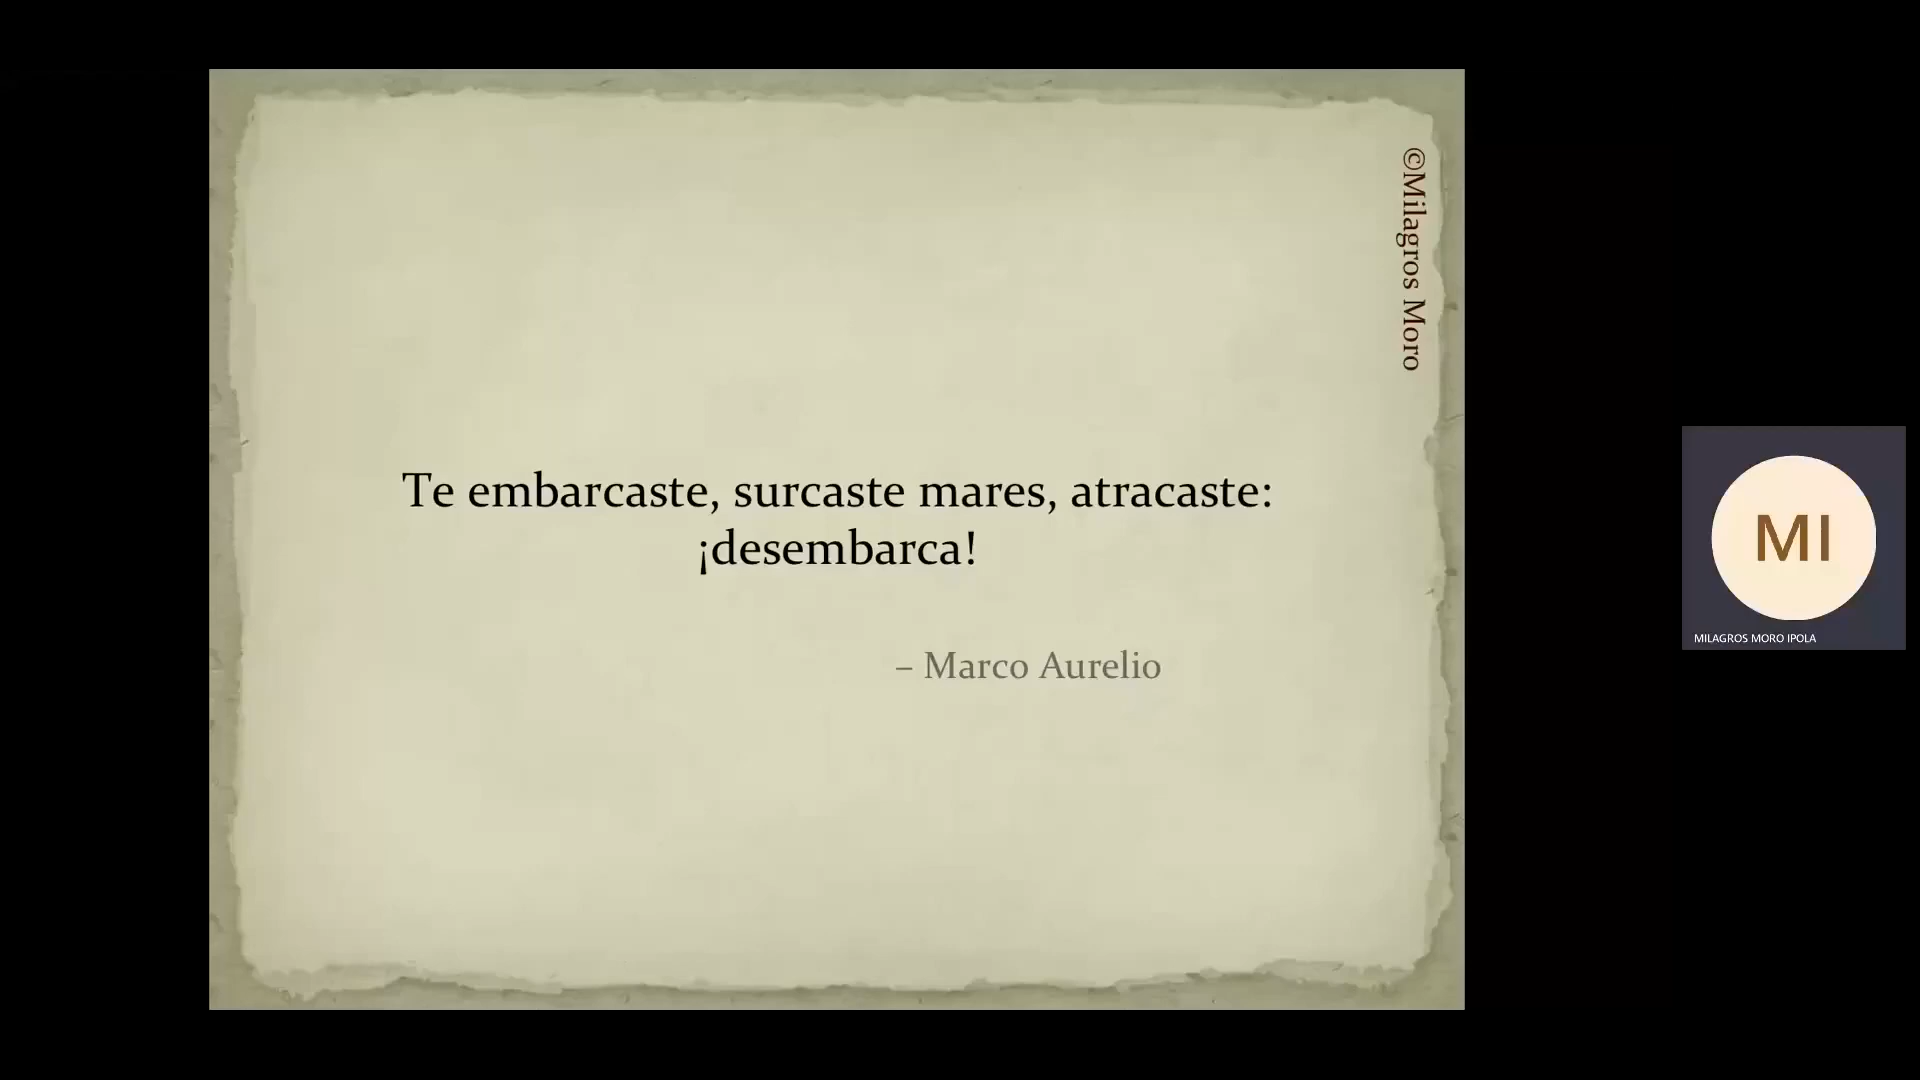 ©Milagros Moro
Te embarcaste, surcaste mares, atracaste:
¡desembarca!
– Marco Aurelio
MI
MILAGROS MORO IPOLA